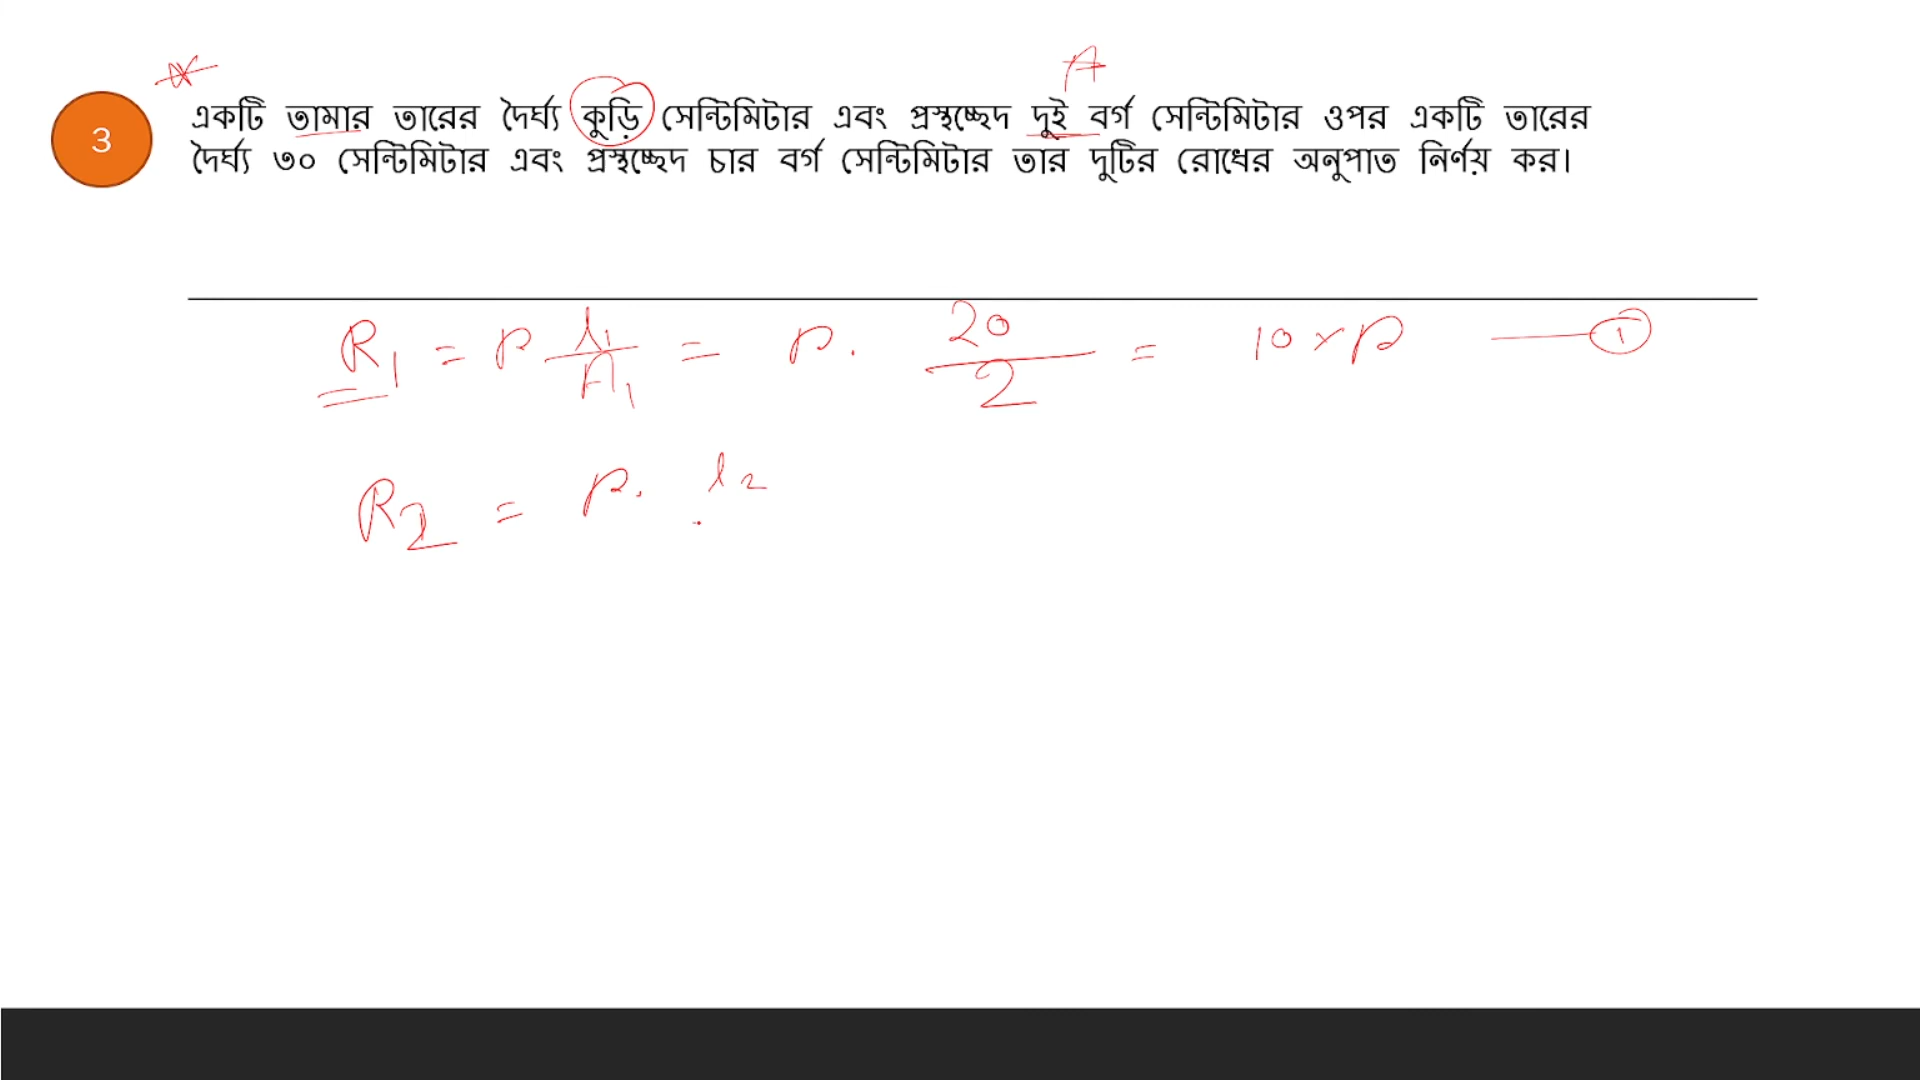 3
একটি তামার তারের দৈর্ঘ্য কুড়ি সেন্টিমিটার এবং প্রস্থচ্ছেদ দুই বর্গ সেন্টিমিটার ওপর একটি তারের
দৈর্ঘ্য ৩০ সেন্টিমিটার এবং প্রস্থচ্ছেদ চার বর্গ সেন্টিমিটার তার দুটির রোধের অনুপাত নির্ণয় কর।
A
R₁ = ρ l₁/A₁ = ρ. 20/2 = 10 × ρ —— ①
R₂ = ρ. l₂